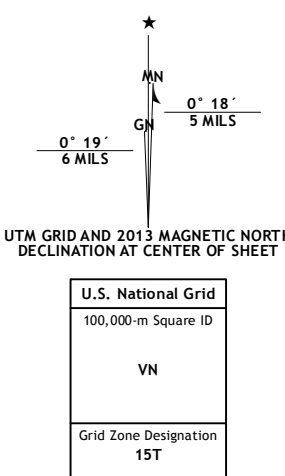 ★
MN
0° 18´
5 MILS
GN
0° 19´
6 MILS
UTM GRID AND 2013 MAGNETIC NORTH
DECLINATION AT CENTER OF SHEET
U.S. National Grid
100,000-m Square ID
VN
Grid Zone Designation
15T